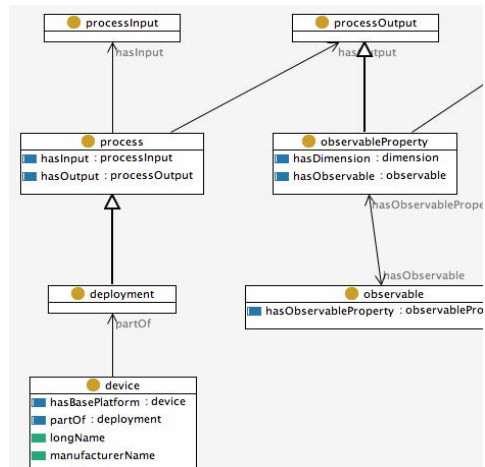 processInput
processOutput
hasInput
process
hasInput : processInput
hasOutput : processOutput
observableProperty
hasDimension : dimension
hasObservable : observable
hasObservable
deployment
observable
partOf
device
hasBasePlatform : device
partOf : deployment
longName
manufacturerName